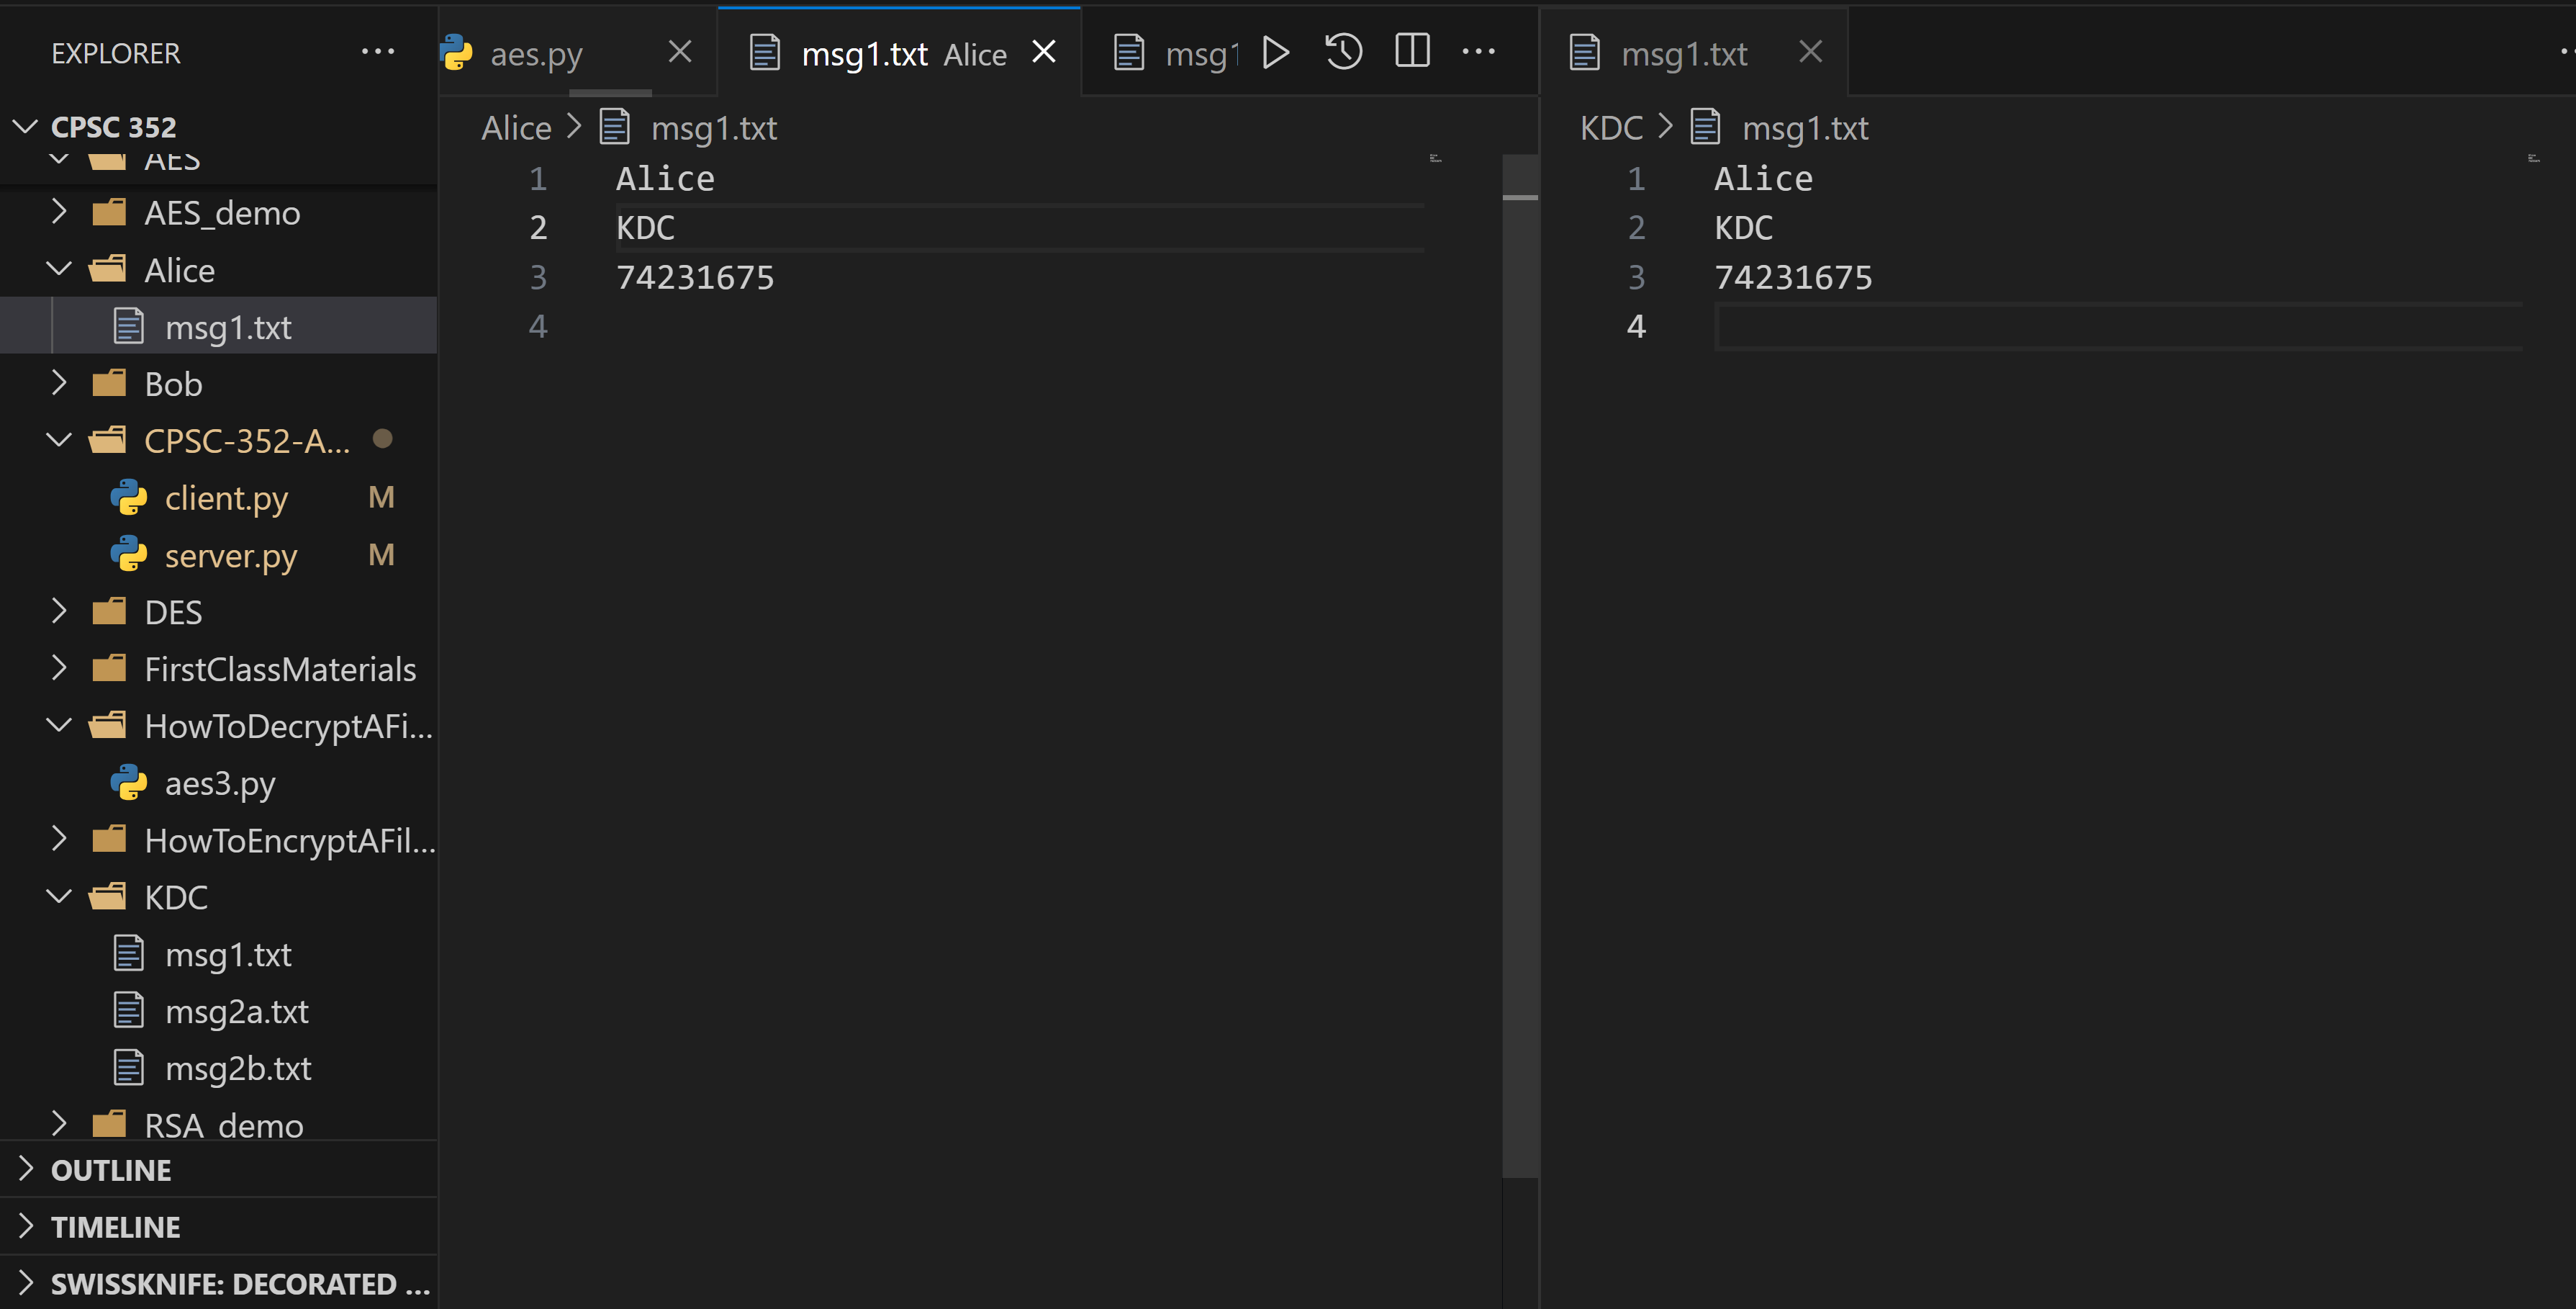 EXPLORER
CPSC 352
AES
AES_demo
Alice
msg1.txt
Bob
CPSC-352-A...
client.py M
server.py M
DES
FirstClassMaterials
HowToDecryptAFi...
aes3.py
HowToEncryptAFil...
KDC
msg1.txt
msg2a.txt
msg2b.txt
RSA_demo
OUTLINE
TIMELINE
SWISSKNIFE: DECORATED ...
aes.py
msg1.txt Alice
msg1
Alice > msg1.txt
1 Alice
2 KDC
3 74231675
4
msg1.txt
KDC > msg1.txt
1 Alice
2 KDC
3 74231675
4